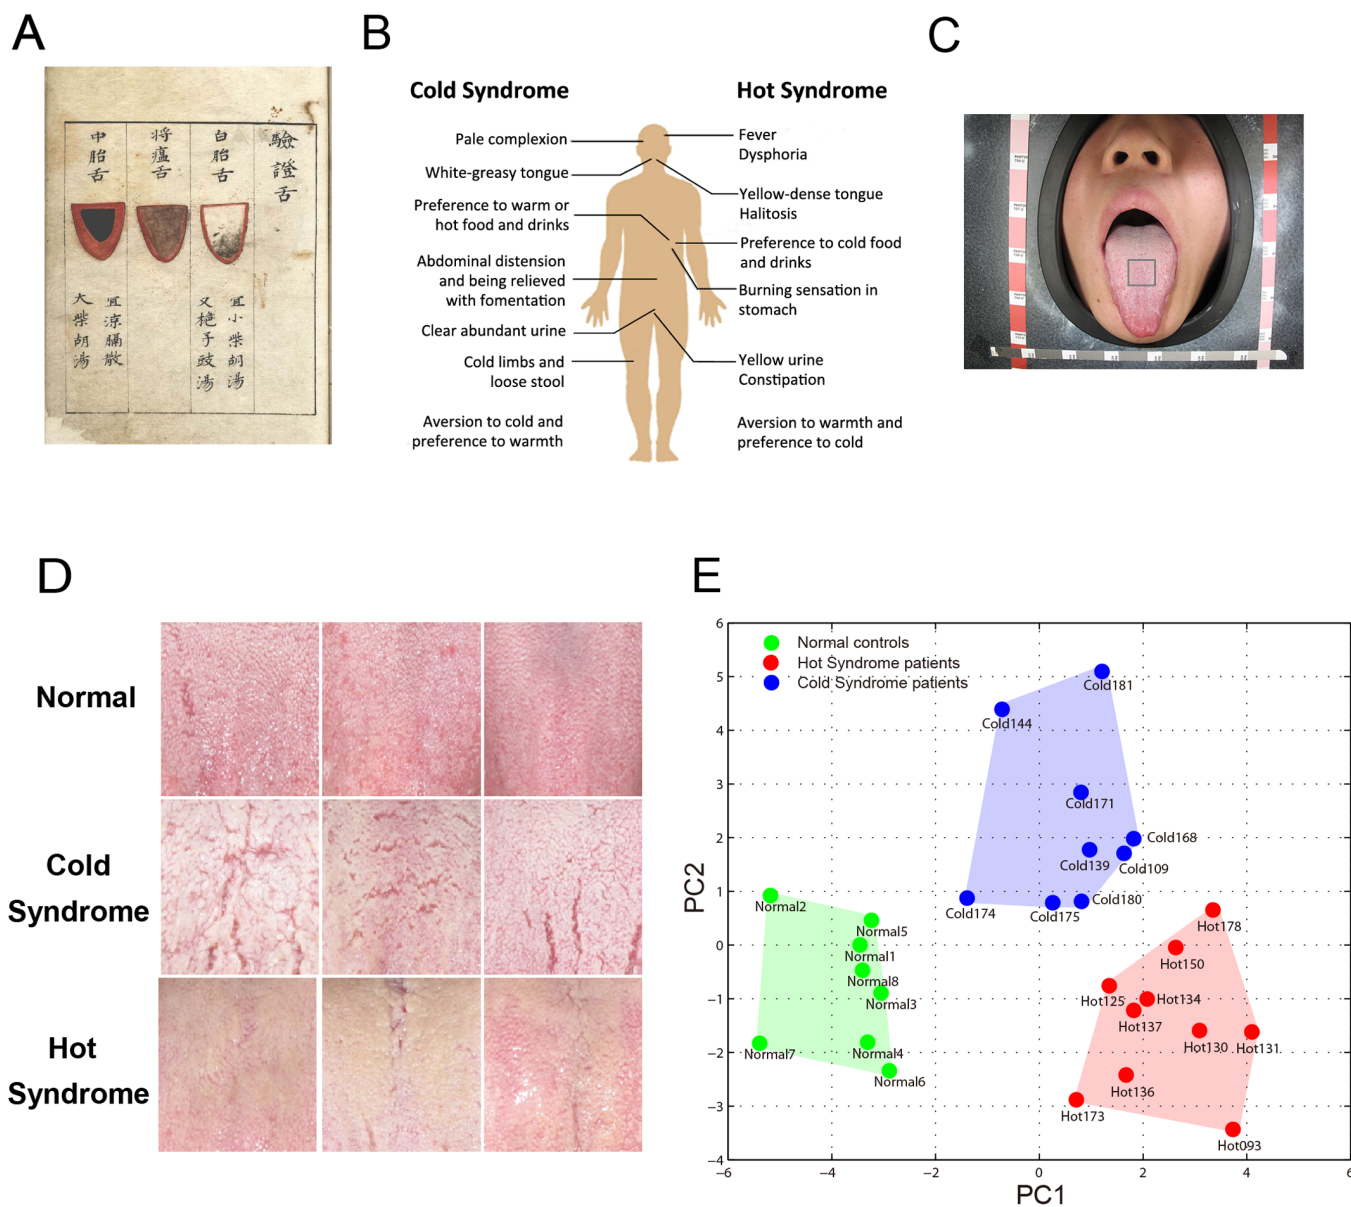 A
驗證舌
白胎舌
宜小柴胡湯
又梔子豉湯
将瘟舌
中胎舌
宜涼膈散
大柴胡湯
B
Cold Syndrome
Pale complexion
White-greasy tongue
Preference to warm or
hot food and drinks
Abdominal distension
and being relieved
with fomentation
Clear abundant urine
Cold limbs and
loose stool
Aversion to cold and
preference to warmth
Hot Syndrome
Fever
Dysphoria
Yellow-dense tongue
Halitosis
Preference to cold food
and drinks
Burning sensation in
stomach
Yellow urine
Constipation
Aversion to warmth and
preference to cold
C
D
Normal
Cold
Syndrome
Hot
Syndrome
E
Normal controls
Hot Syndrome patients
Cold Syndrome patients
6
5
4
3
2
1
0
−1
−2
−3
−4
PC2
Cold181
Cold144
Cold171
Cold168
Cold139
Cold109
Cold174
Cold175
Cold180
Normal2
Normal5
Normal1
Normal8
Normal3
Normal7
Normal4
Normal6
Hot178
Hot150
Hot125
Hot134
Hot137
Hot130
Hot131
Hot136
Hot173
Hot093
−6
−4
−2
0
2
4
6
PC1